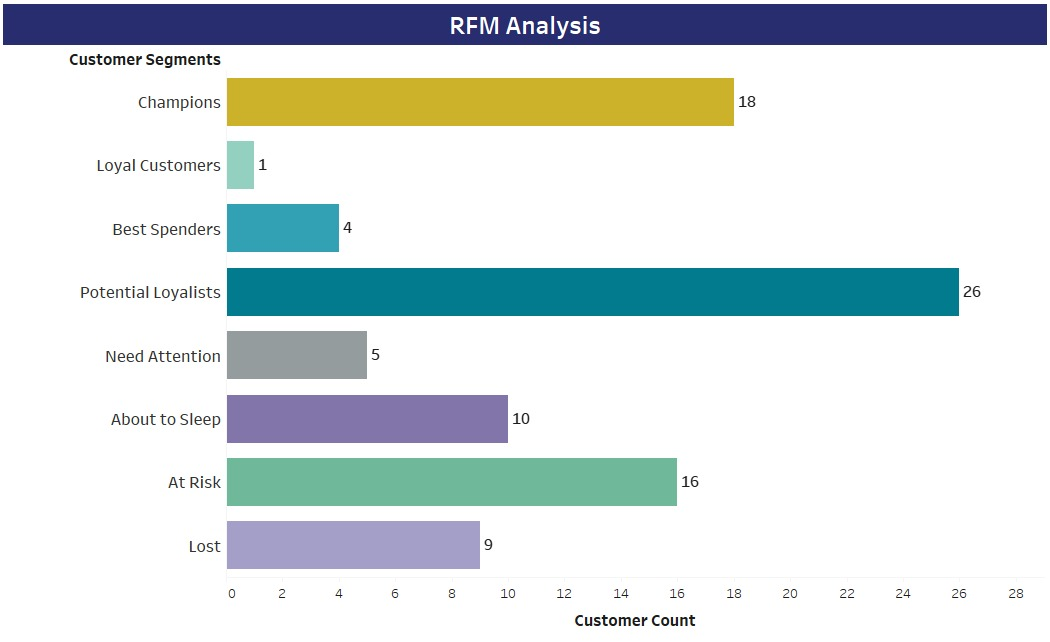 RFM Analysis
Customer Segments
Champions 18
Loyal Customers 1
Best Spenders 4
Potential Loyalists 26
Need Attention 5
About to Sleep 10
At Risk 16
Lost 9
0 2 4 6 8 10 12 14 16 18 20 22 24 26 28
Customer Count